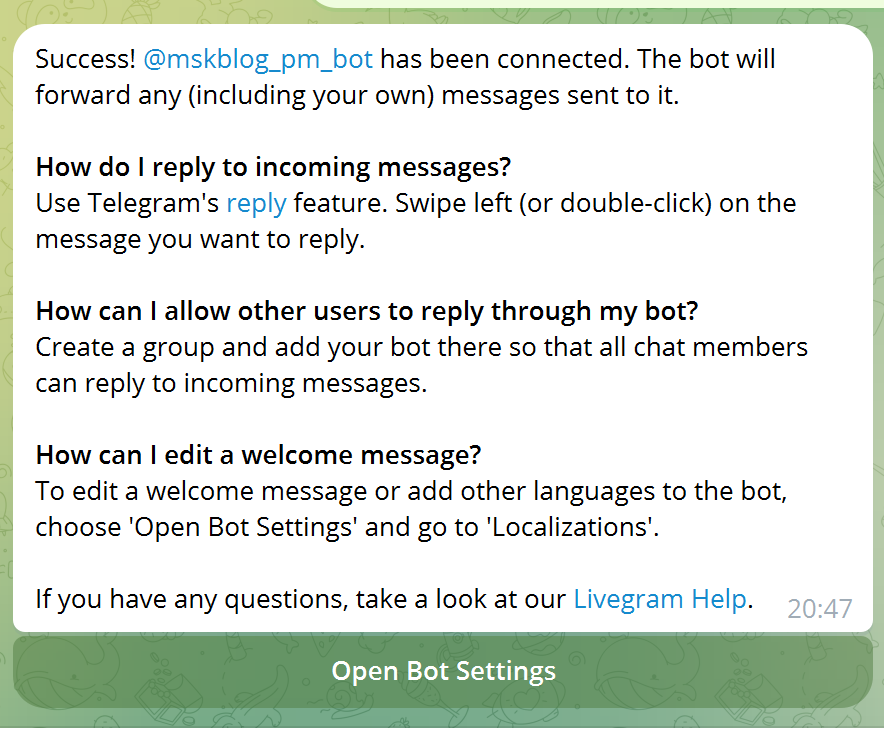 Success! @mskblog_pm_bot has been connected. The bot will
forward any (including your own) messages sent to it.
How do I reply to incoming messages?
Use Telegram's reply feature. Swipe left (or double-click) on the
message you want to reply.
How can I allow other users to reply through my bot?
Create a group and add your bot there so that all chat members
can reply to incoming messages.
How can I edit a welcome message?
To edit a welcome message or add other languages to the bot,
choose 'Open Bot Settings' and go to 'Localizations'.
If you have any questions, take a look at our Livegram Help.
20:47
Open Bot Settings